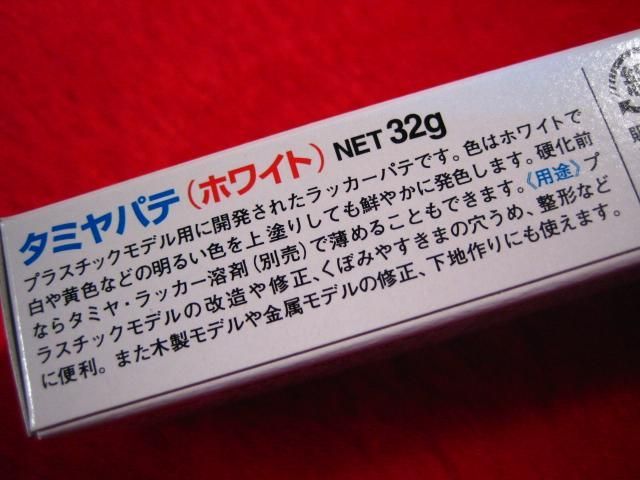 タミヤパテ(ホワイト) NET 32g
プラスチックモデル用に開発されたラッカーパテです。色はホワイトで
白や黄色などの明るい色を上塗りしても鮮やかに発色します。硬化前
ならタミヤ・ラッカー溶剤(別売)で薄めることもできます。《用途》プ
ラスチックモデルの改造や修正、くぼみやすきまの穴うめ、整形など
に便利。また木製モデルや金属モデルの修正、下地作りにも使えます。